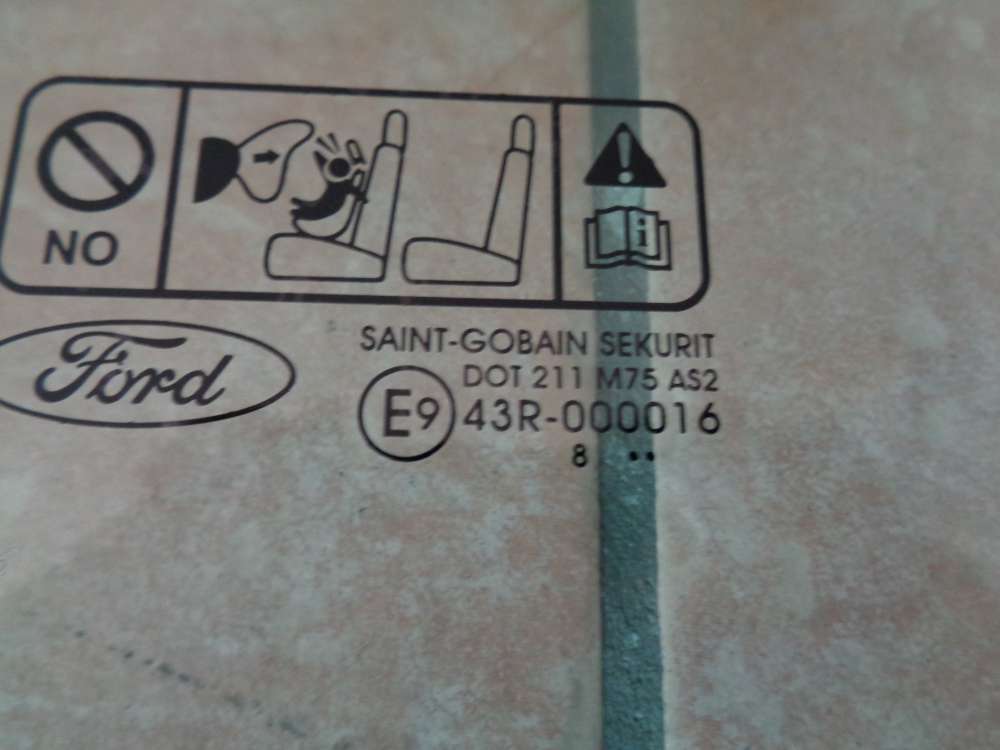 NO
i
Ford
SAINT-GOBAIN SEKURIT
DOT 211 M75 AS2
E9 43R-000016
8 ••